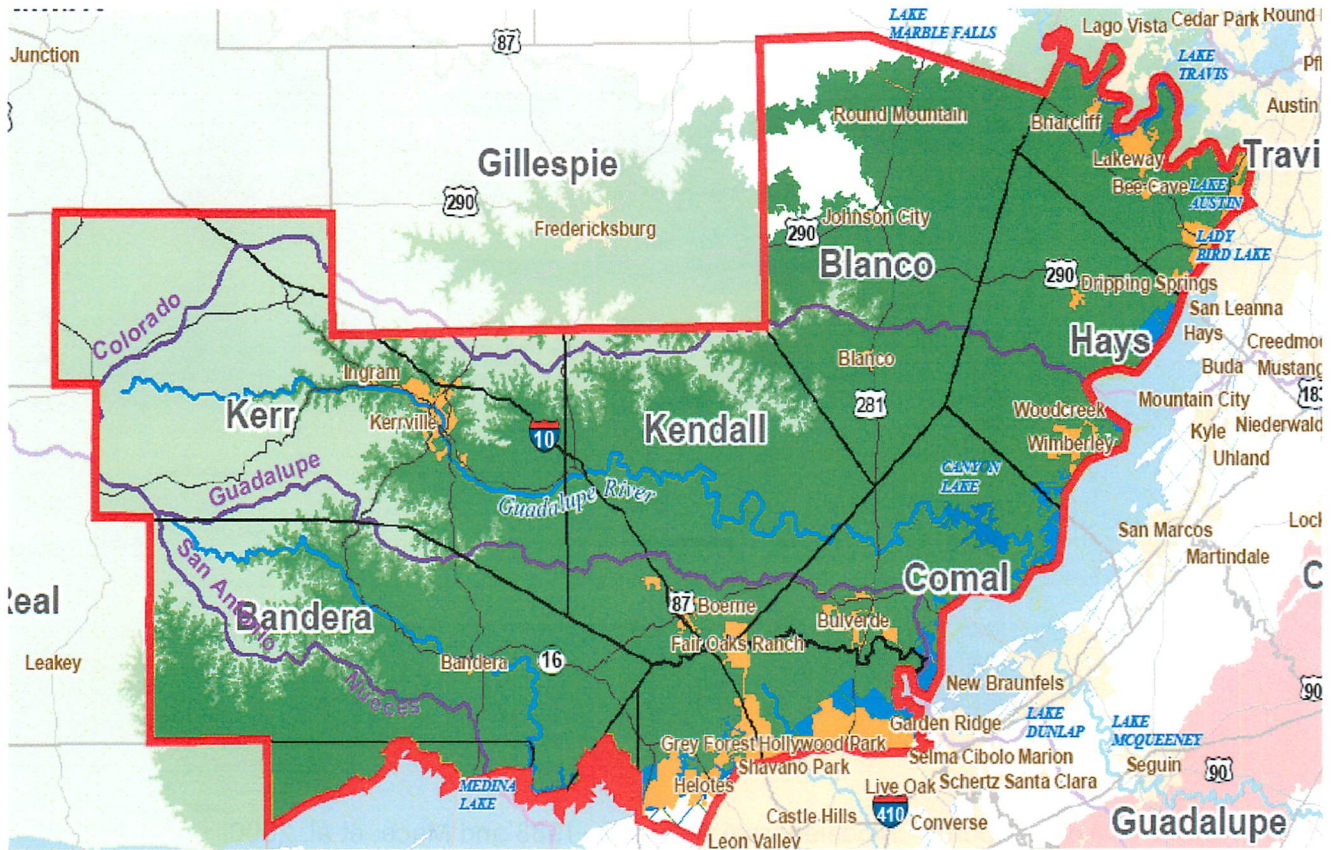 LAKE
MARBLE FALLS
Lago Vista
Cedar Park
Round
87
Junction
LAKE
TRAVIS
Austin
Round Mountain
Briarcliff
Gillespie
Lakeway
Travi
Bee Cave
LAKE
AUSTIN
290
Fredericksburg
Johnson City
290
Blanco
LADY
BIRD LAKE
290
Dripping Springs
Colorado
San Leanna
Hays
Hays
Creedmoo
Blanco
Buda
Mustang
Ingram
Kerr
Kerrville
10
Kendall
281
Woodcreek
Mountain City
183
Wimberley
Kyle
Niederwald
Uhland
Guadalupe
Guadalupe River
CANYON
LAKE
San Marcos
Lock
Martindale
San Antonio
Comal
C
Real
Bandera
87
Boerne
Bulverde
Fair Oaks Ranch
Leakey
Bandera
16
Nueces
New Braunfels
90
Garden Ridge
LAKE
DUNLAP
LAKE
MCQUEENEY
Grey Forest
Hollywood Park
Selma
Cibolo
Marion
Shavano Park
Seguin
90
MEDINA
LAKE
Helotes
Live Oak
Schertz
Santa Clara
Castle Hills
410
Converse
Guadalupe
Leon Valley